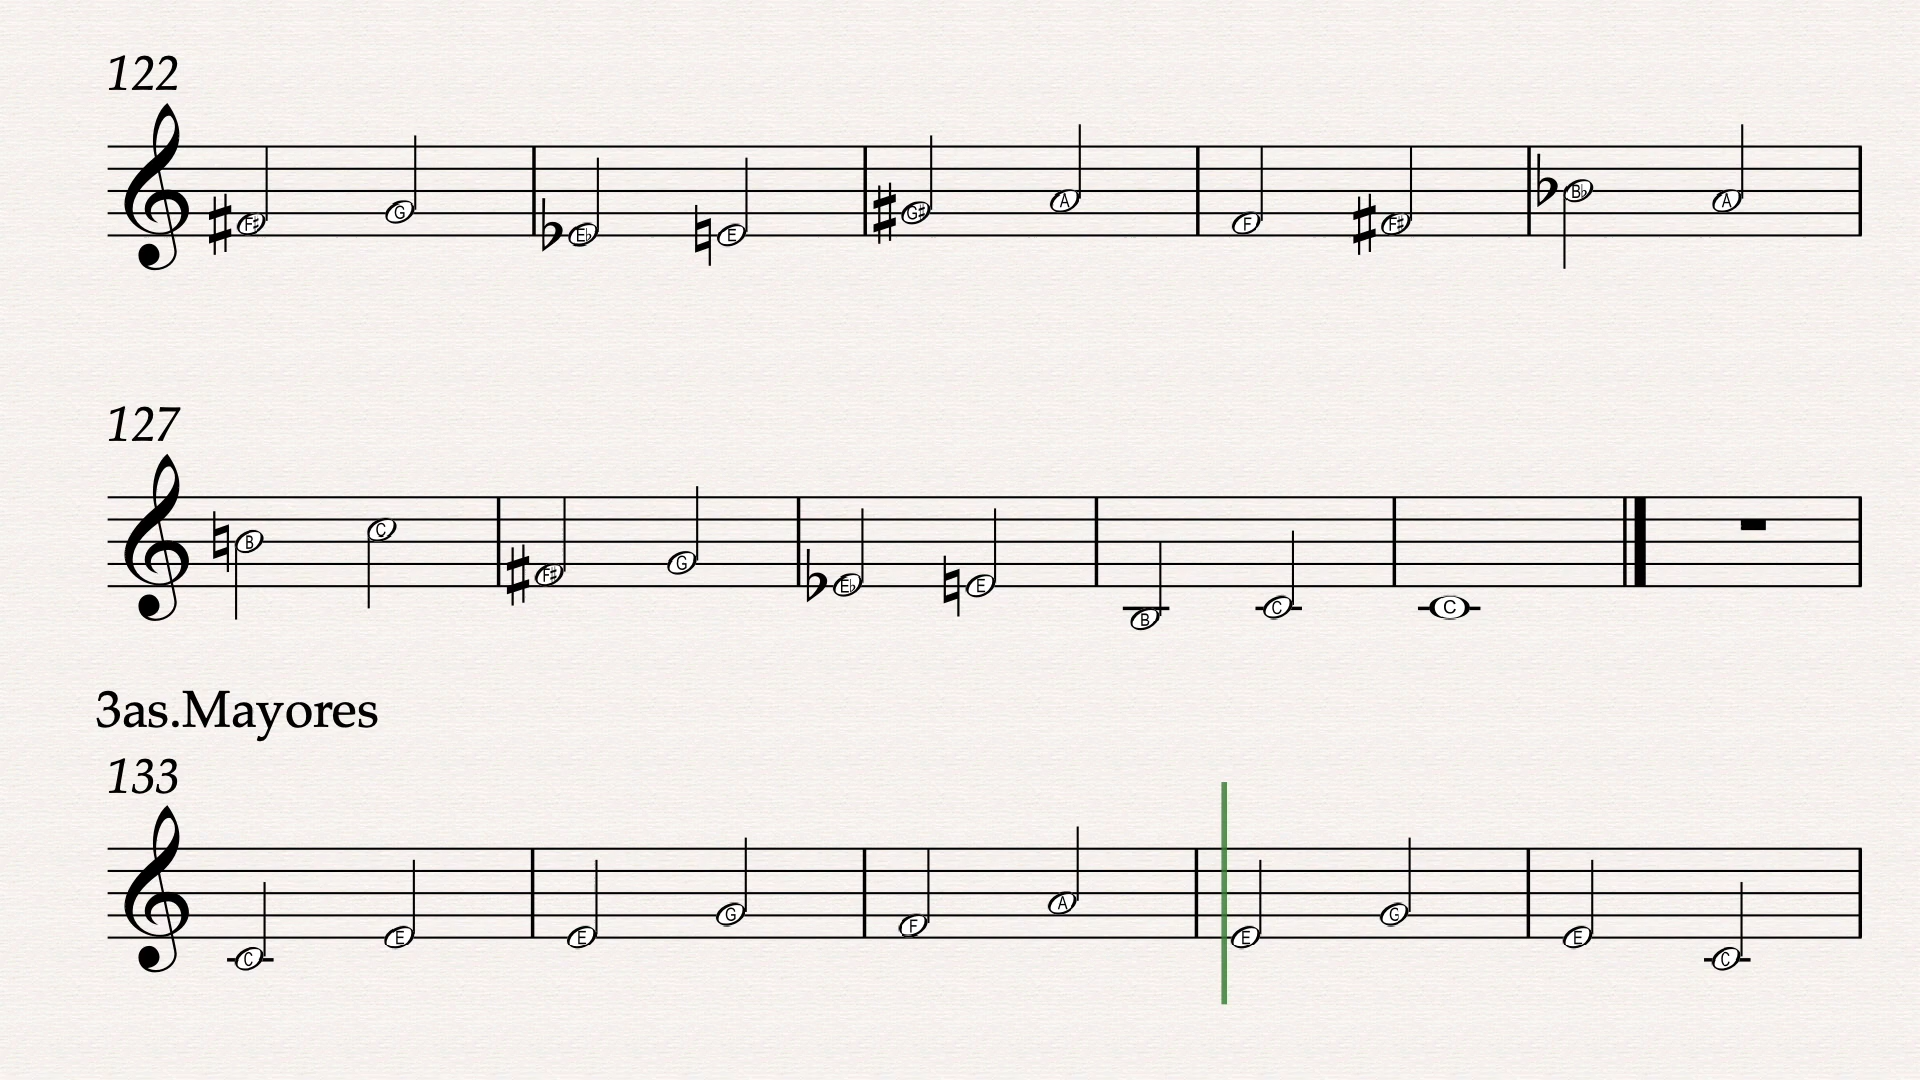 122
F♯ G E♭ E G♯ A F F♯ B♭ A
127
B C F♯ G E♭ E B C C
3as.Mayores
133
C E E G F A E G E C